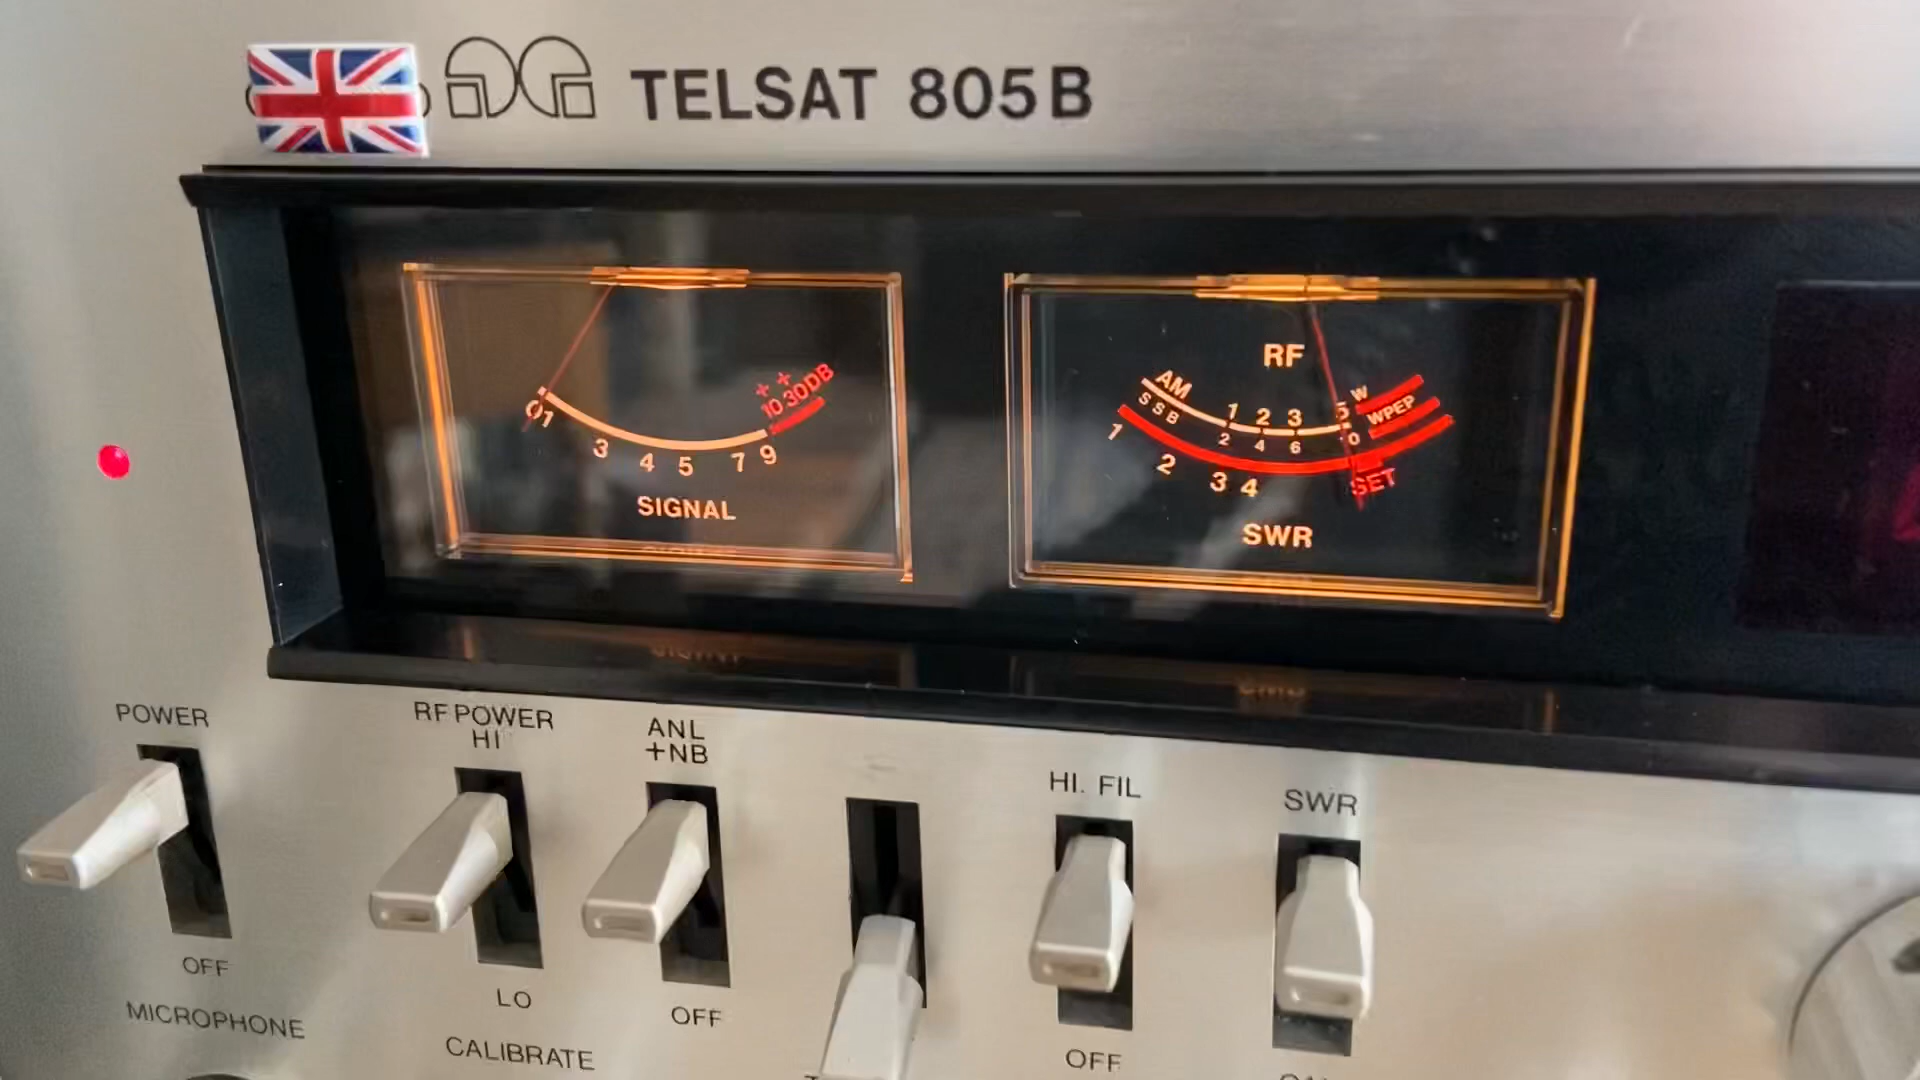 TELSAT 805B
0 1 3 4 5 7 9 + 10 + 30DB
SIGNAL
RF
AM 1 2 3 5 W
SSB 2 4 6 WPEP
1 2 3 4 SET
SWR
POWER
OFF
RF POWER
HI
LO
ANL
+NB
OFF
HI. FIL
OFF
SWR
MICROPHONE
CALIBRATE